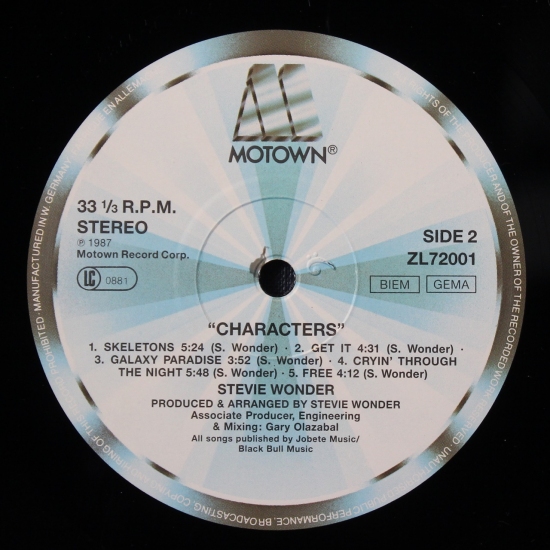 MOTOWN®
33 1/3 R.P.M.
STEREO
℗ 1987
Motown Record Corp.
LC 0881
SIDE 2
ZL72001
BIEM GEMA
"CHARACTERS"
1. SKELETONS 5:24 (S. Wonder) · 2. GET IT 4:31 (S. Wonder) ·
3. GALAXY PARADISE 3:52 (S. Wonder) · 4. CRYIN' THROUGH
THE NIGHT 5:48 (S. Wonder) · 5. FREE 4:12 (S. Wonder)
STEVIE WONDER
PRODUCED & ARRANGED BY STEVIE WONDER
Associate Producer, Engineering
& Mixing: Gary Olazabal
All songs published by Jobete Music/
Black Bull Music
PROHIBITED · MANUFACTURED IN W. GERMANY
OF THE OWNER OF THE RECORDED
PUBLIC PERFORMANCE, BROADCASTING, COPYING